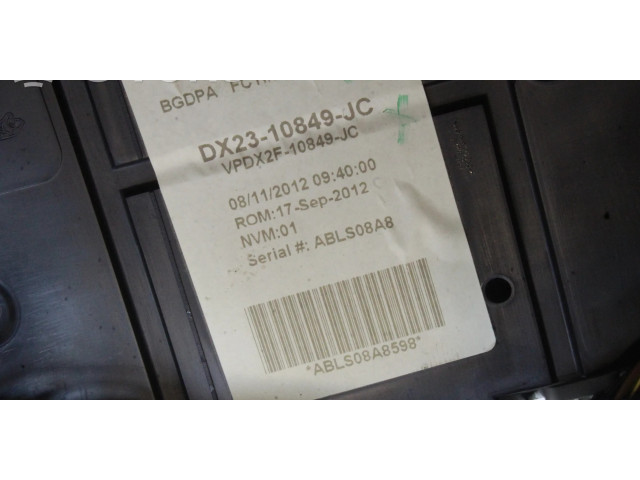 BGDPA
DX23-10849-JC
VPDX2F-10849-JC
08/11/2012 09:40:00
ROM:17-Sep-2012
NVM:01
Serial #: ABLS08A8
*ABLS08A8598*